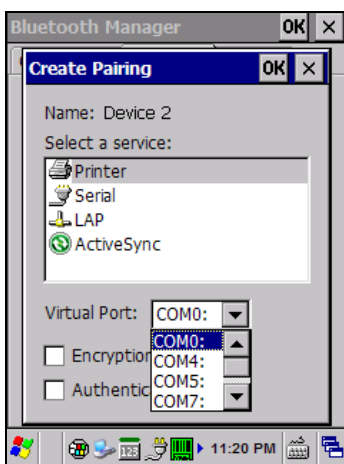 Bluetooth Manager OK
Create Pairing OK
Name: Device 2
Select a service:
Printer
Serial
LAP
ActiveSync
Virtual Port: COM0:
COM0:
Encryption COM4:
COM5:
Authentic COM7:
123 11:20 PM